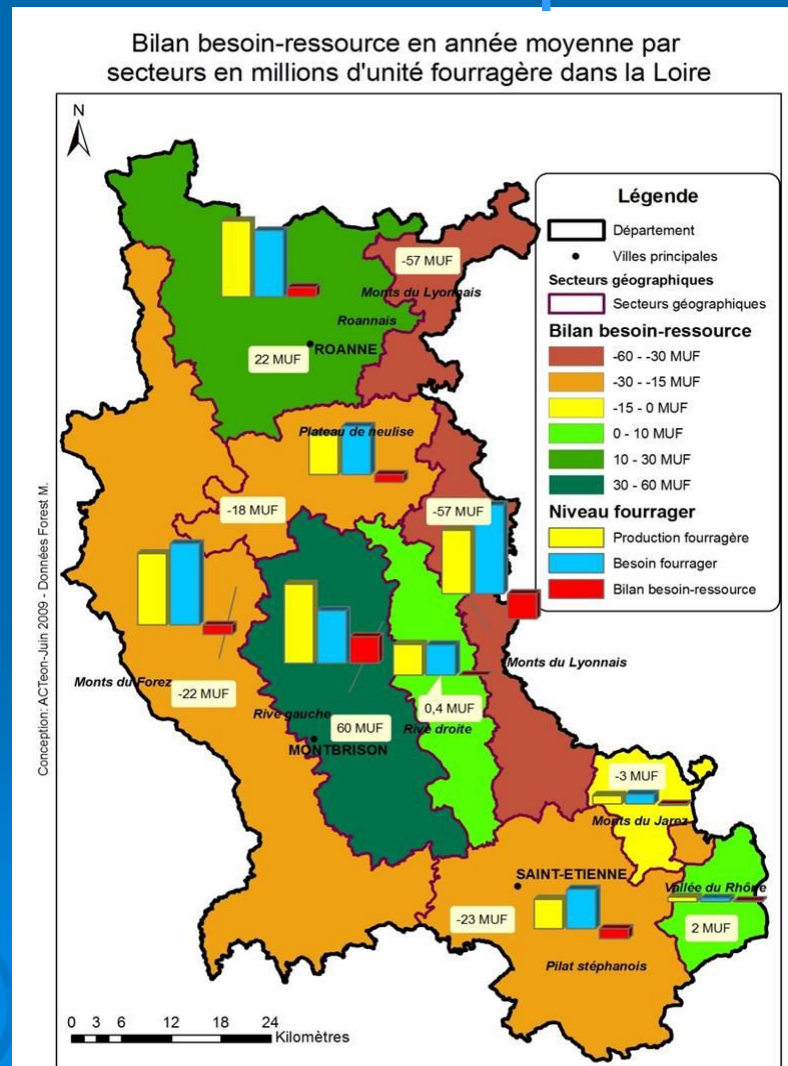 Bilan besoin-ressource en année moyenne par
secteurs en millions d'unité fourragère dans la Loire
N
Légende
Département
Villes principales
Secteurs géographiques
Secteurs géographiques
Bilan besoin-ressource
-60 - -30 MUF
-30 - -15 MUF
-15 - 0 MUF
0 - 10 MUF
10 - 30 MUF
30 - 60 MUF
Niveau fourrager
Production fourragère
Besoin fourrager
Bilan besoin-ressource
-57 MUF
Monts du Lyonnais
Roannais
ROANNE
22 MUF
Plateau de neulise
-18 MUF
-57 MUF
Monts du Lyonnais
Monts du Forez
-22 MUF
Rive gauche
60 MUF
MONTBRISON
0,4 MUF
Rive droite
-3 MUF
Monts du Jarez
SAINT-ETIENNE
Vallée du Rhône
-23 MUF
2 MUF
Pilat stéphanois
0 3 6 12 18 24
Kilomètres
Conception: ACTeon-Juin 2009 - Données Forest M.